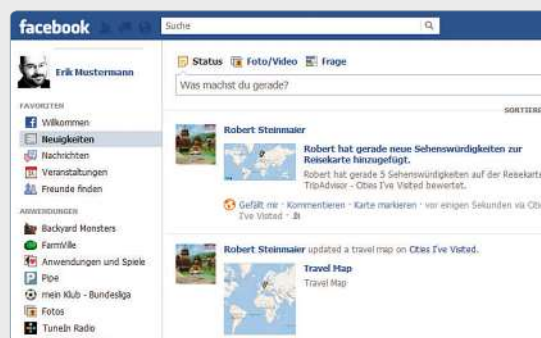 facebook
Suche
Erik Mustermann
FAVORITEN
Willkommen
Neuigkeiten
Nachrichten
Veranstaltungen
Freunde finden
ANWENDUNGEN
Backyard Monsters
FarmVille
Anwendungen und Spiele
Pipe
mein Klub - Bundesliga
Fotos
TuneIn Radio
Status Foto/Video Frage
Was machst du gerade?
SORTIERE
Robert Steinmaier
Robert hat gerade neue Sehenswürdigkeiten zur
Reisekarte hinzugefügt.
Robert hat gerade 5 Sehenswürdigkeiten auf der Reisekarte
TripAdvisor - Cities I've Visited bewertet.
Gefällt mir · Kommentieren · Karte markieren · vor einigen Sekunden via Citi
I've Visited ·
Robert Steinmaier updated a travel map on Cities I've Visited.
Travel Map
Travel Map